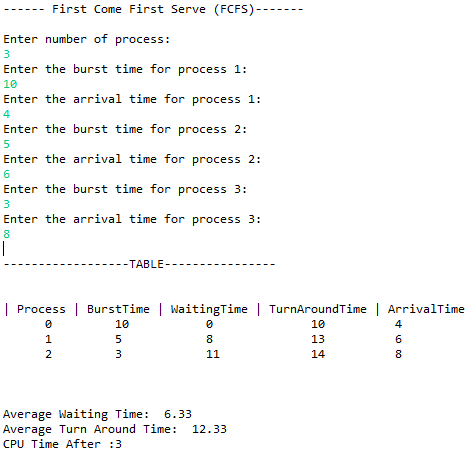 ------ First Come First Serve (FCFS)-------
Enter number of process:
3
Enter the burst time for process 1:
10
Enter the arrival time for process 1:
4
Enter the burst time for process 2:
5
Enter the arrival time for process 2:
6
Enter the burst time for process 3:
3
Enter the arrival time for process 3:
8
------------------TABLE----------------
| Process | BurstTime | WaitingTime | TurnAroundTime | ArrivalTime
0 10 0 10 4
1 5 8 13 6
2 3 11 14 8
Average Waiting Time:  6.33
Average Turn Around Time:  12.33
CPU Time After :3